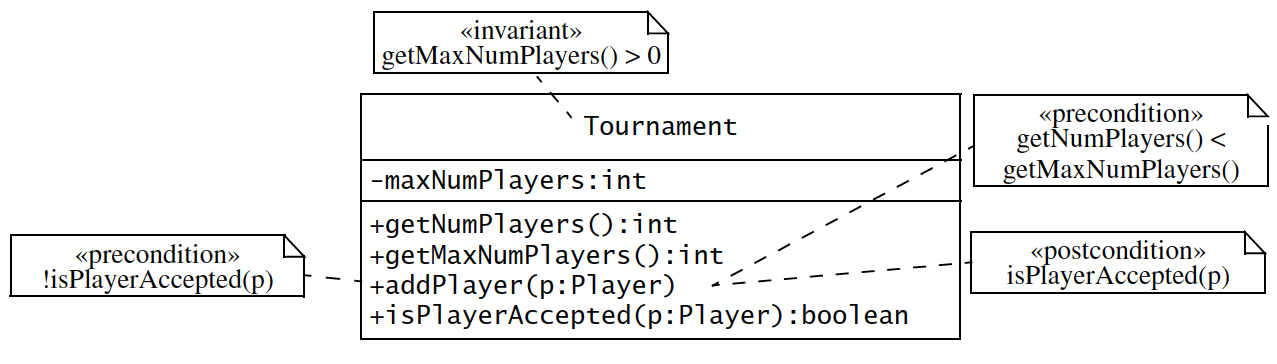 «invariant»
getMaxNumPlayers() > 0
Tournament
-maxNumPlayers:int
+getNumPlayers():int
+getMaxNumPlayers():int
+addPlayer(p:Player)
+isPlayerAccepted(p:Player):boolean
«precondition»
!isPlayerAccepted(p)
«precondition»
getNumPlayers() <
getMaxNumPlayers()
«postcondition»
isPlayerAccepted(p)